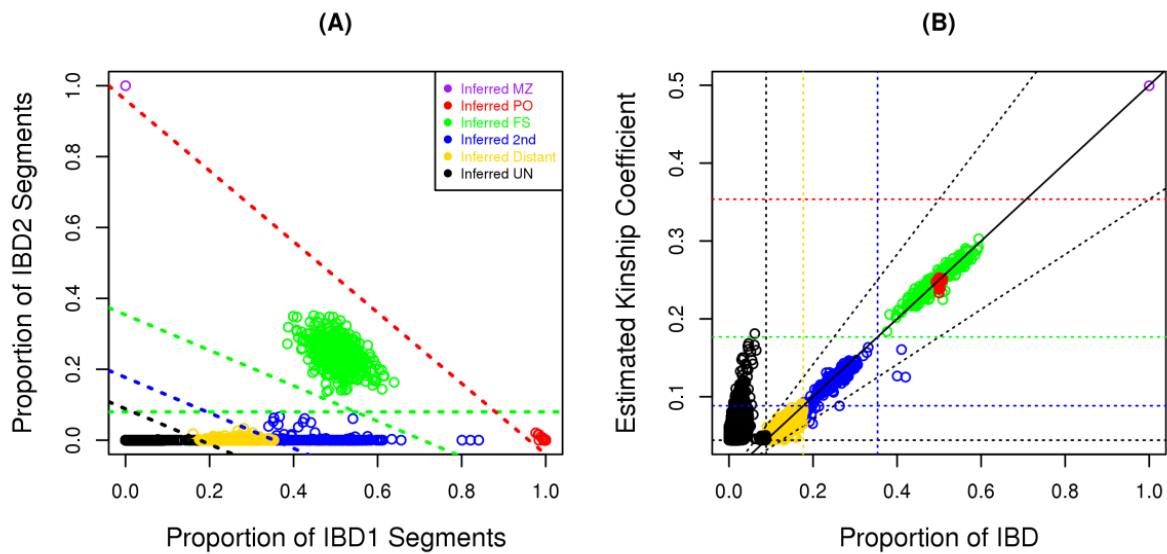 (A)
Proportion of IBD2 Segments
1.0
0.8
0.6
0.4
0.2
0.0
Inferred MZ
Inferred PO
Inferred FS
Inferred 2nd
Inferred Distant
Inferred UN
0.0 0.2 0.4 0.6 0.8 1.0
Proportion of IBD1 Segments
(B)
Estimated Kinship Coefficient
0.5
0.4
0.3
0.2
0.1
0.0 0.2 0.4 0.6 0.8 1.0
Proportion of IBD